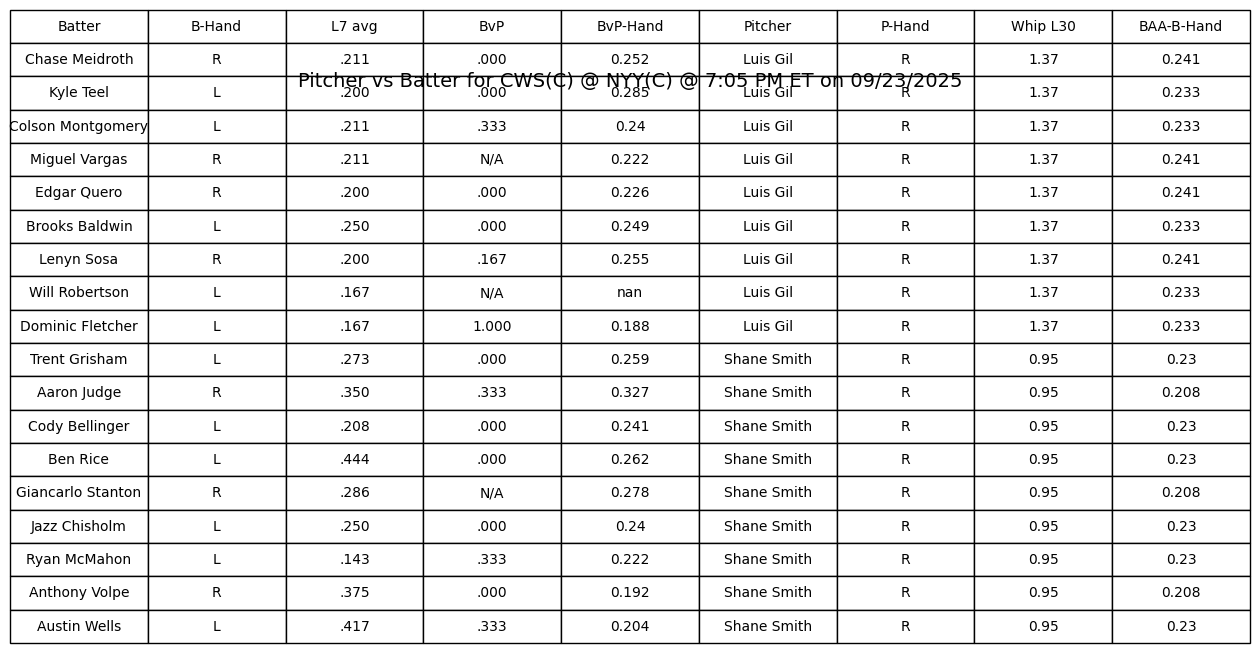 Batter B-Hand L7 avg BvP BvP-Hand Pitcher P-Hand Whip L30 BAA-B-Hand
Chase Meidroth R .211 .000 0.252 Luis Gil R 1.37 0.241
Pitcher vs Batter for CWS(C) @ NYY(C) @ 7:05 PM ET on 09/23/2025
Kyle Teel L .200 .000 0.285 Luis Gil R 1.37 0.233
Colson Montgomery L .211 .333 0.24 Luis Gil R 1.37 0.233
Miguel Vargas R .211 N/A 0.222 Luis Gil R 1.37 0.241
Edgar Quero R .200 .000 0.226 Luis Gil R 1.37 0.241
Brooks Baldwin L .250 .000 0.249 Luis Gil R 1.37 0.233
Lenyn Sosa R .200 .167 0.255 Luis Gil R 1.37 0.241
Will Robertson L .167 N/A nan Luis Gil R 1.37 0.233
Dominic Fletcher L .167 1.000 0.188 Luis Gil R 1.37 0.233
Trent Grisham L .273 .000 0.259 Shane Smith R 0.95 0.23
Aaron Judge R .350 .333 0.327 Shane Smith R 0.95 0.208
Cody Bellinger L .208 .000 0.241 Shane Smith R 0.95 0.23
Ben Rice L .444 .000 0.262 Shane Smith R 0.95 0.23
Giancarlo Stanton R .286 N/A 0.278 Shane Smith R 0.95 0.208
Jazz Chisholm L .250 .000 0.24 Shane Smith R 0.95 0.23
Ryan McMahon L .143 .333 0.222 Shane Smith R 0.95 0.23
Anthony Volpe R .375 .000 0.192 Shane Smith R 0.95 0.208
Austin Wells L .417 .333 0.204 Shane Smith R 0.95 0.23